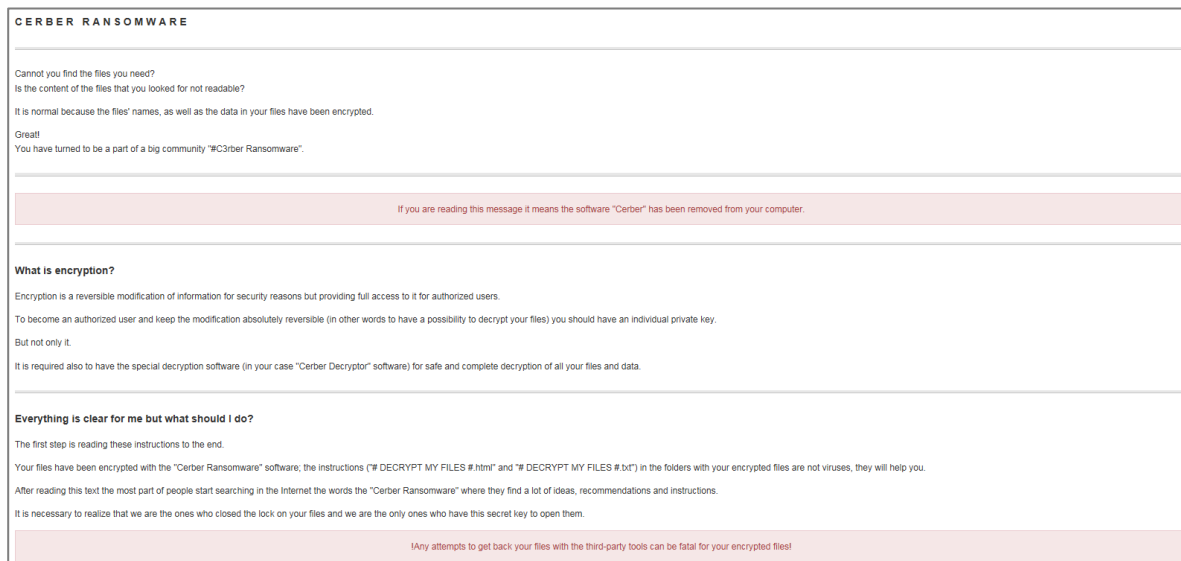 CERBER RANSOMWARE
Cannot you find the files you need?
Is the content of the files that you looked for not readable?
It is normal because the files' names, as well as the data in your files have been encrypted.
Great!
You have turned to be a part of a big community "#C3rber Ransomware".
If you are reading this message it means the software "Cerber" has been removed from your computer.
What is encryption?
Encryption is a reversible modification of information for security reasons but providing full access to it for authorized users.
To become an authorized user and keep the modification absolutely reversible (in other words to have a possibility to decrypt your files) you should have an individual private key.
But not only it.
It is required also to have the special decryption software (in your case "Cerber Decryptor" software) for safe and complete decryption of all your files and data.
Everything is clear for me but what should I do?
The first step is reading these instructions to the end.
Your files have been encrypted with the "Cerber Ransomware" software; the instructions ("# DECRYPT MY FILES #.html" and "# DECRYPT MY FILES #.txt") in the folders with your encrypted files are not viruses, they will help you.
After reading this text the most part of people start searching in the Internet the words the "Cerber Ransomware" where they find a lot of ideas, recommendations and instructions.
It is necessary to realize that we are the ones who closed the lock on your files and we are the only ones who have this secret key to open them.
!Any attempts to get back your files with the third-party tools can be fatal for your encrypted files!